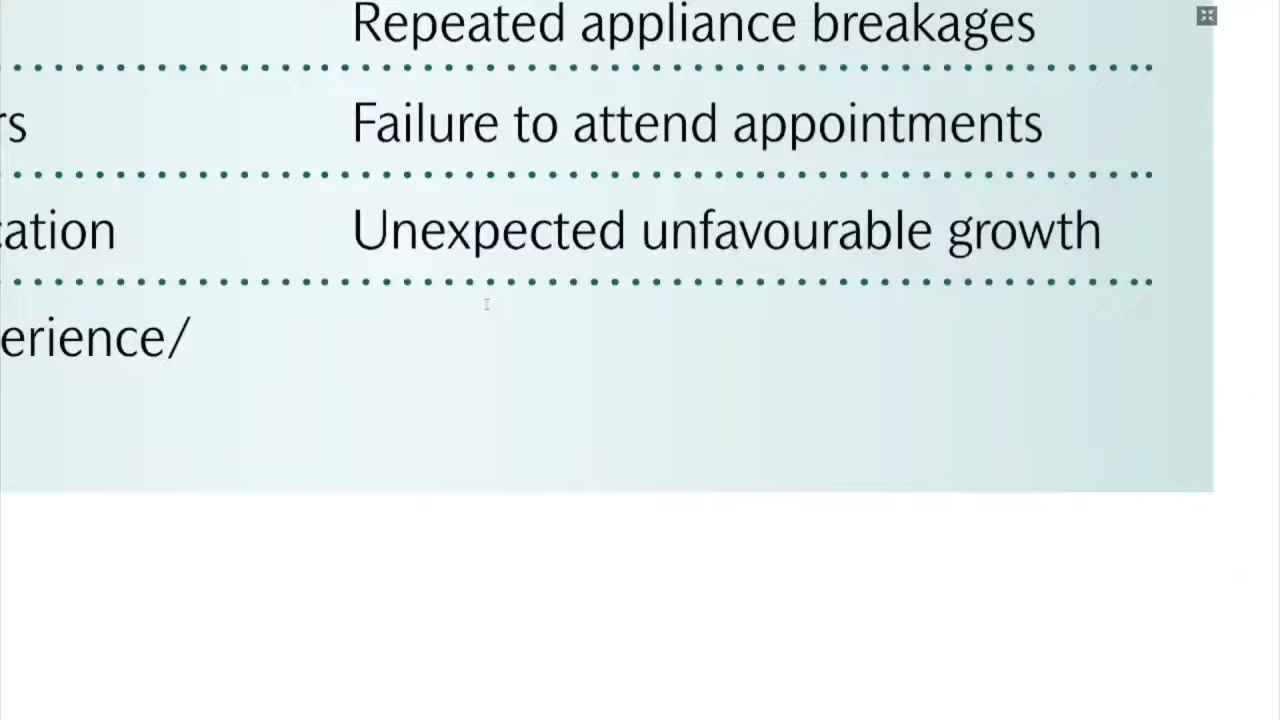 Repeated appliance breakages
rs Failure to attend appointments
cation Unexpected unfavourable growth
erience/